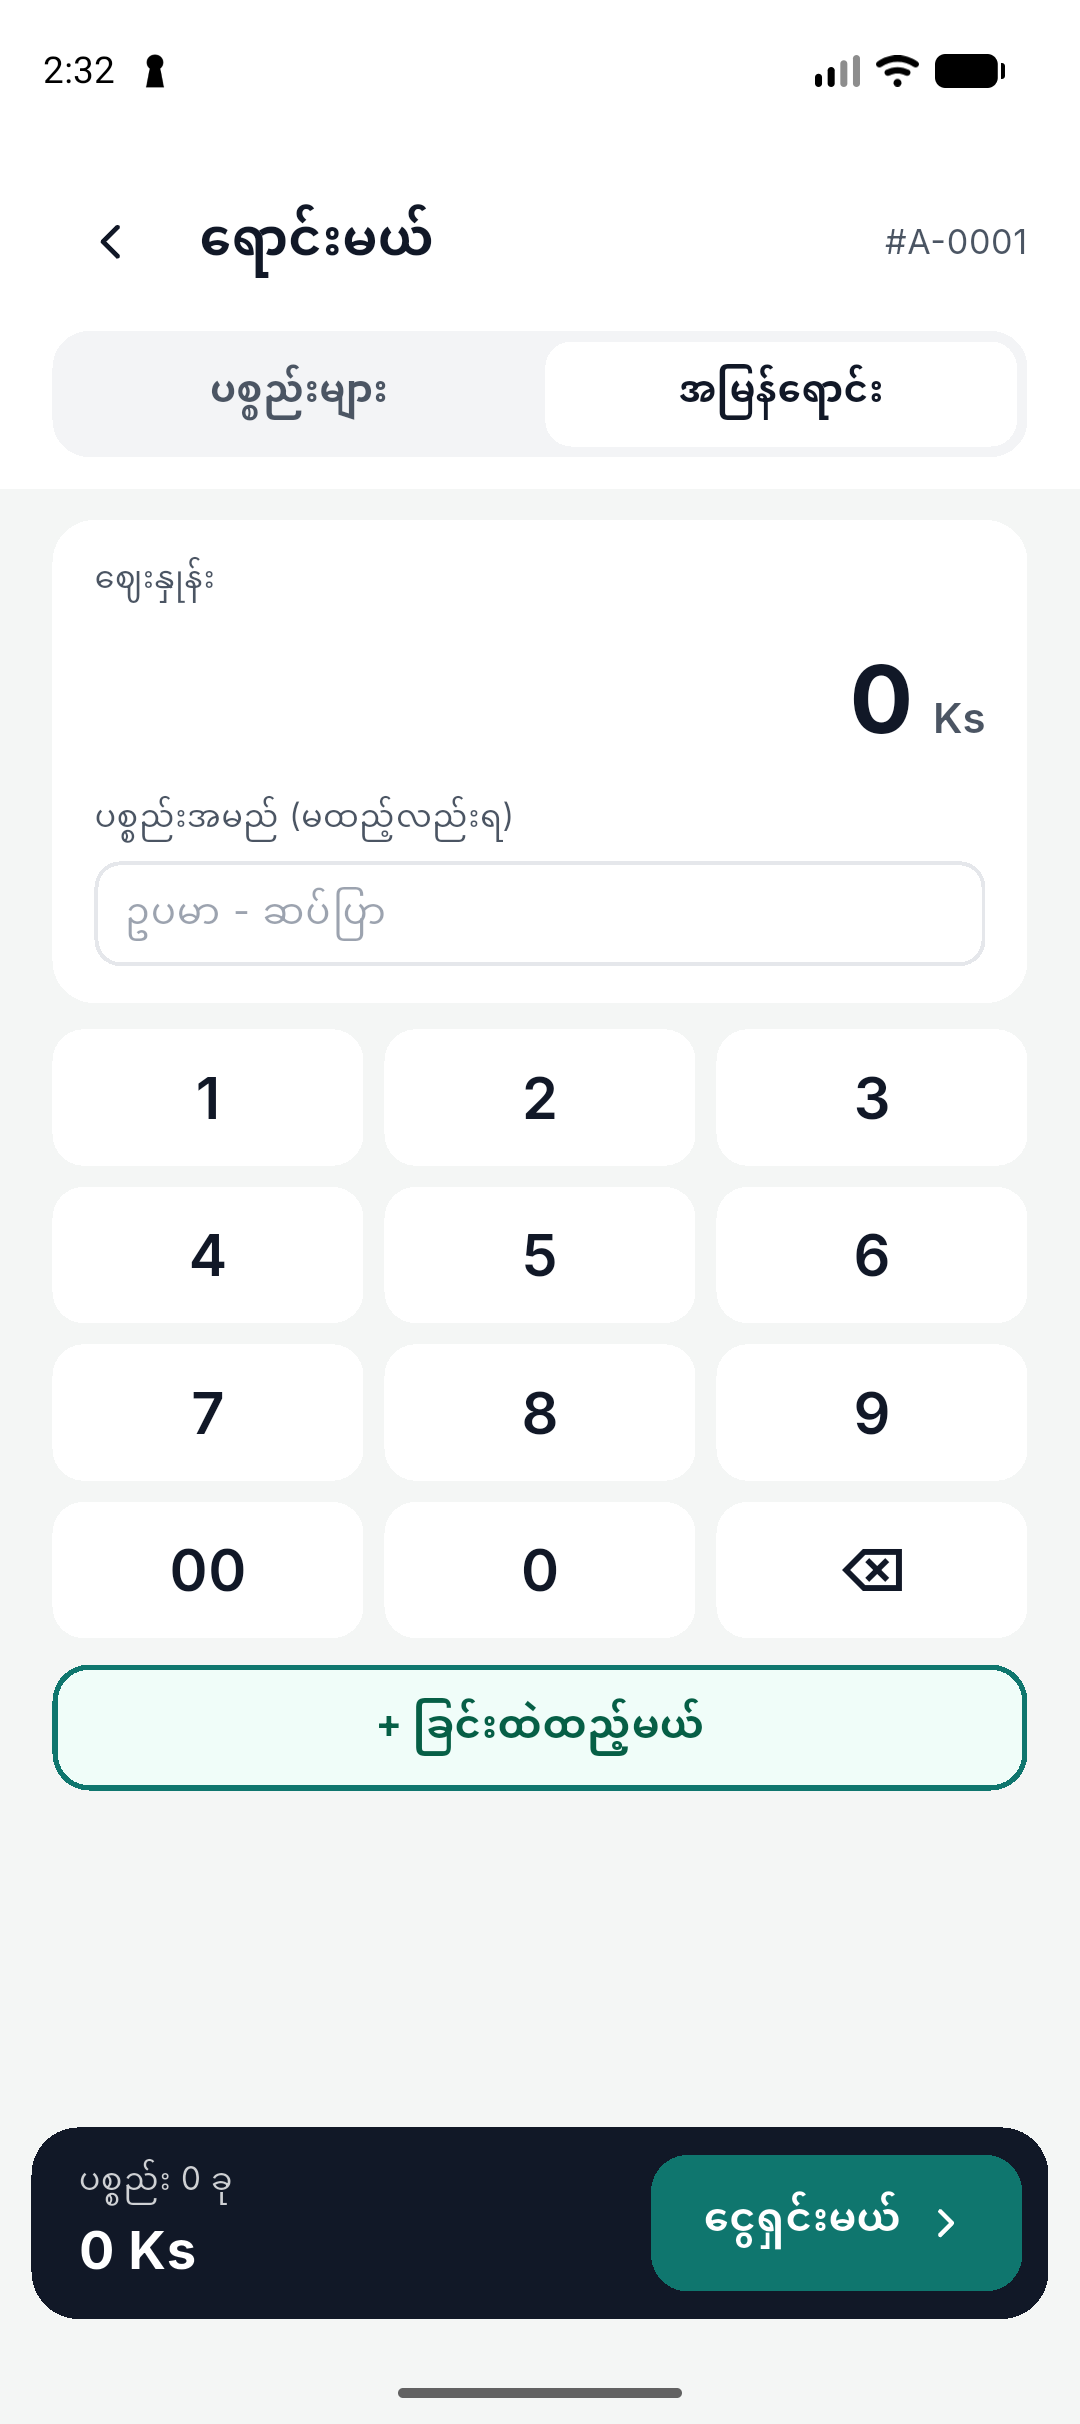 2:32
ရောင်းမယ်
#A-0001
ပစ္စည်းများ
အမြန်ရောင်း
ဈေးနှုန်း
0 Ks
ပစ္စည်းအမည် (မထည့်လည်းရ)
ဥပမာ - ဆပ်ပြာ
1 2 3
4 5 6
7 8 9
00 0
+ ခြင်းထဲထည့်မယ်
ပစ္စည်း 0 ခု
0 Ks
ငွေရှင်းမယ်